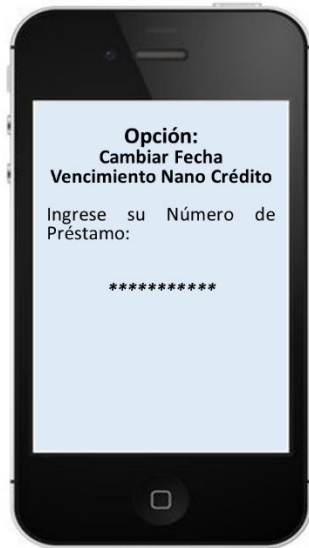 Opción:
Cambiar Fecha
Vencimiento Nano Crédito
Ingrese su Número de
Préstamo:
***********